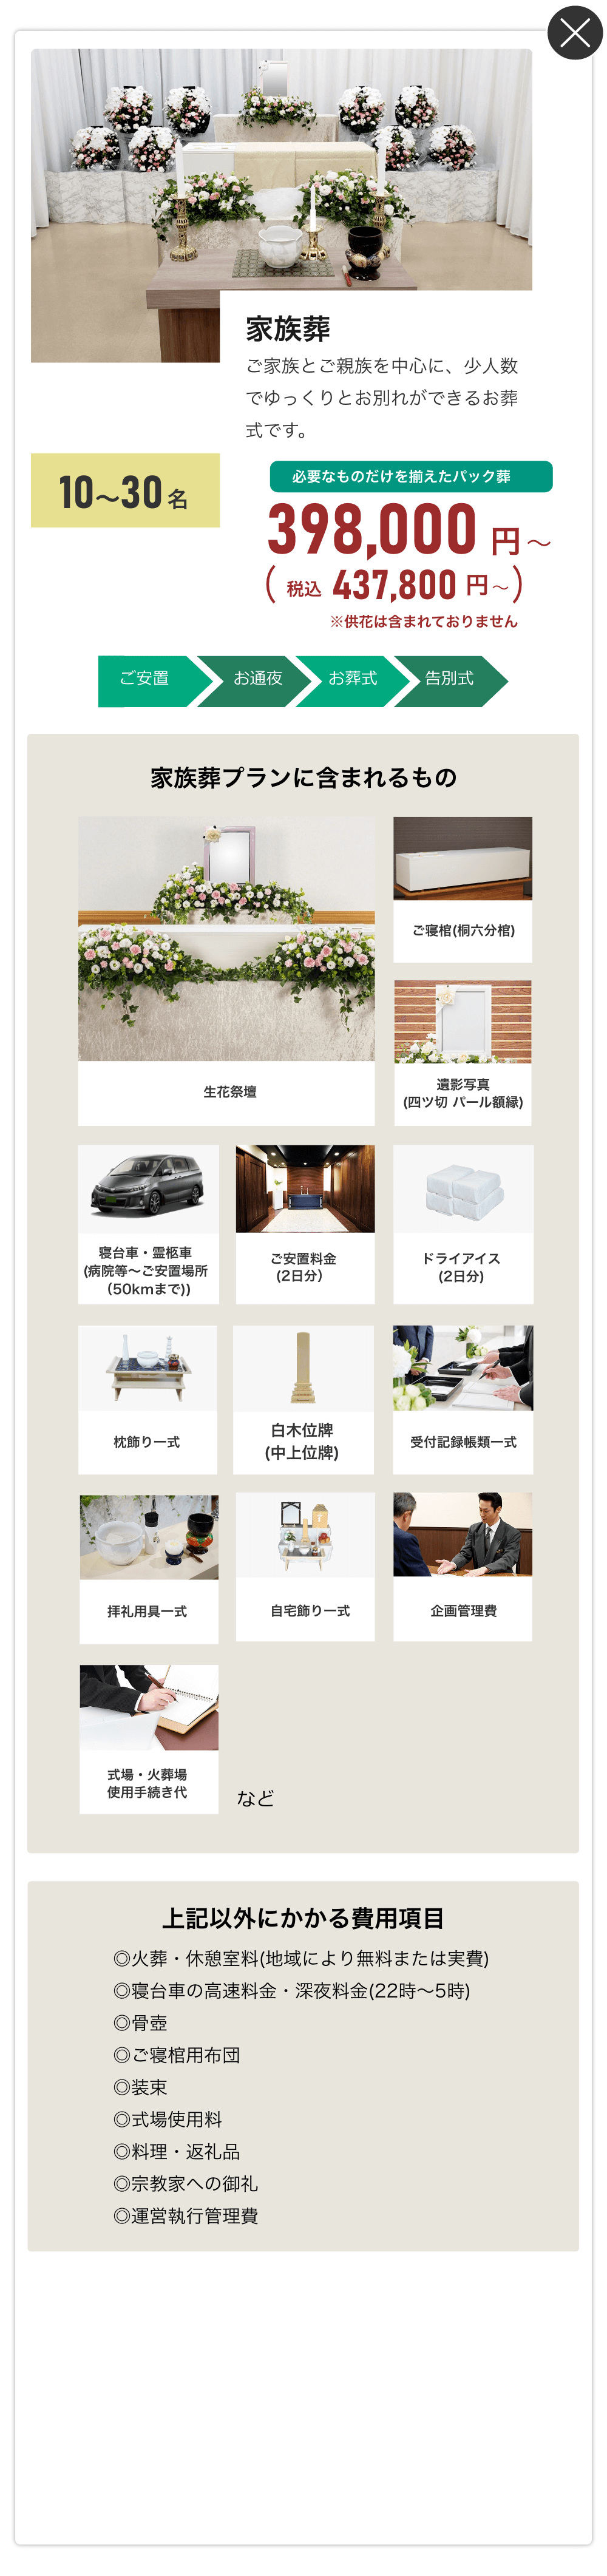 家族葬
ご家族とご親族を中心に、少人数
でゆっくりとお別れができるお葬
式です。
10〜30名
必要なものだけを揃えたパック葬
398,000 円〜
( 税込 437,800 円〜)
※供花は含まれておりません
ご安置 お通夜 お葬式 告別式
家族葬プランに含まれるもの
生花祭壇
ご寝棺(桐六分棺)
遺影写真
(四ツ切 パール額縁)
寝台車・霊柩車
(病院等〜ご安置場所
(50kmまで))
ご安置料金
(2日分)
ドライアイス
(2日分)
枕飾り一式
白木位牌
(中上位牌)
受付記録帳類一式
拝礼用具一式
自宅飾り一式
企画管理費
式場・火葬場
使用手続き代
など
上記以外にかかる費用項目
◎火葬・休憩室料(地域により無料または実費)
◎寝台車の高速料金・深夜料金(22時〜5時)
◎骨壺
◎ご寝棺用布団
◎装束
◎式場使用料
◎料理・返礼品
◎宗教家への御礼
◎運営執行管理費